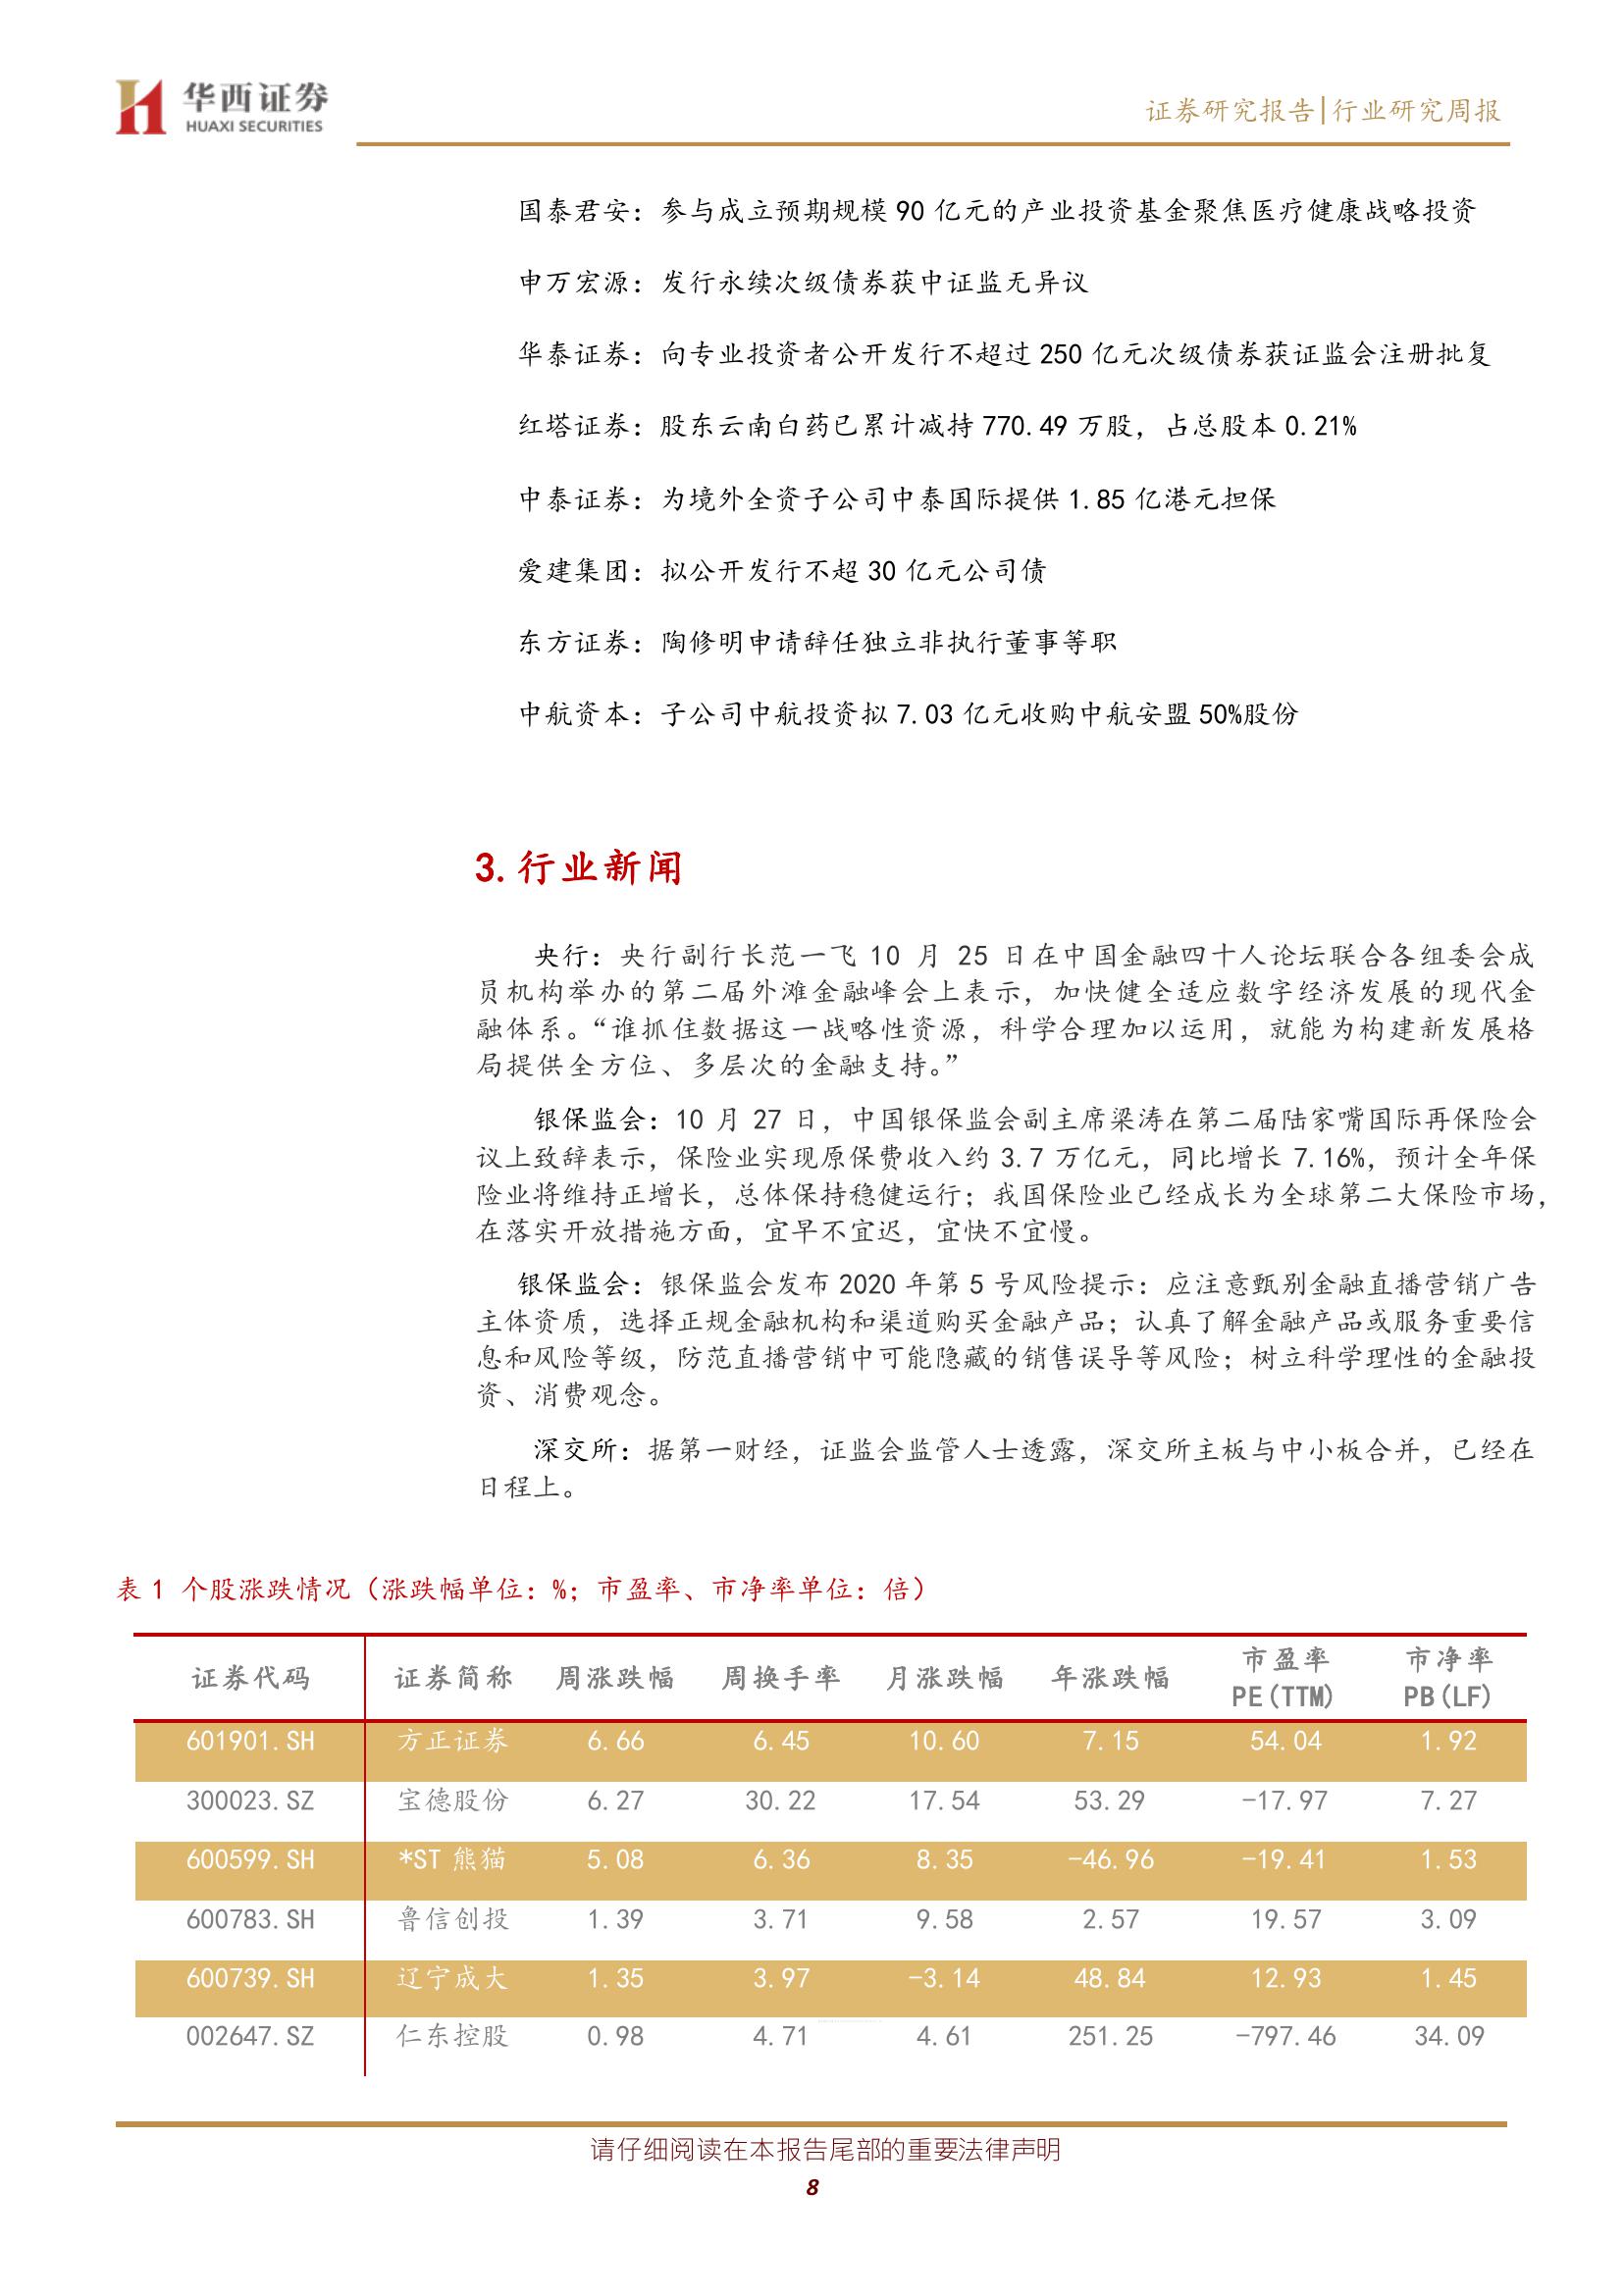 华西证券
HUAXI SECURITIES
证券研究报告|行业研究周报
国泰君安：参与成立预期规模 90 亿元的产业投资基金聚焦医疗健康战略投资
申万宏源：发行永续次级债券获中证监无异议
华泰证券：向专业投资者公开发行不超过 250 亿元次级债券获证监会注册批复
红塔证券：股东云南白药已累计减持 770.49 万股，占总股本 0.21%
中泰证券：为境外全资子公司中泰国际提供 1.85 亿港元担保
爱建集团：拟公开发行不超 30 亿元公司债
东方证券：陶修明申请辞任独立非执行董事等职
中航资本：子公司中航投资拟 7.03 亿元收购中航安盟 50%股份
3.行业新闻
央行：央行副行长范一飞 10 月 25 日在中国金融四十人论坛联合各组委会成
员机构举办的第二届外滩金融峰会上表示，加快健全适应数字经济发展的现代金
融体系。“谁抓住数据这一战略性资源，科学合理加以运用，就能为构建新发展格
局提供全方位、多层次的金融支持。”
银保监会：10 月 27 日，中国银保监会副主席梁涛在第二届陆家嘴国际再保险会
议上致辞表示，保险业实现原保费收入约 3.7 万亿元，同比增长 7.16%，预计全年保
险业将维持正增长，总体保持稳健运行；我国保险业已经成长为全球第二大保险市场，
在落实开放措施方面，宜早不宜迟，宜快不宜慢。
银保监会：银保监会发布 2020 年第 5 号风险提示：应注意甄别金融直播营销广告
主体资质，选择正规金融机构和渠道购买金融产品；认真了解金融产品或服务重要信
息和风险等级，防范直播营销中可能隐藏的销售误导等风险；树立科学理性的金融投
资、消费观念。
深交所：据第一财经，证监会监管人士透露，深交所主板与中小板合并，已经在
日程上。
表 1 个股涨跌情况（涨跌幅单位：%；市盈率、市净率单位：倍）
证券代码 证券简称 周涨跌幅 周换手率 月涨跌幅 年涨跌幅 市盈率 PE(TTM) 市净率 PB(LF)
601901.SH 方正证券 6.66 6.45 10.60 7.15 54.04 1.92
300023.SZ 宝德股份 6.27 30.22 17.54 53.29 -17.97 7.27
600599.SH *ST 熊猫 5.08 6.36 8.35 -46.96 -19.41 1.53
600783.SH 鲁信创投 1.39 3.71 9.58 2.57 19.57 3.09
600739.SH 辽宁成大 1.35 3.97 -3.14 48.84 12.93 1.45
002647.SZ 仁东控股 0.98 4.71 4.61 251.25 -797.46 34.09
请仔细阅读在本报告尾部的重要法律声明
8